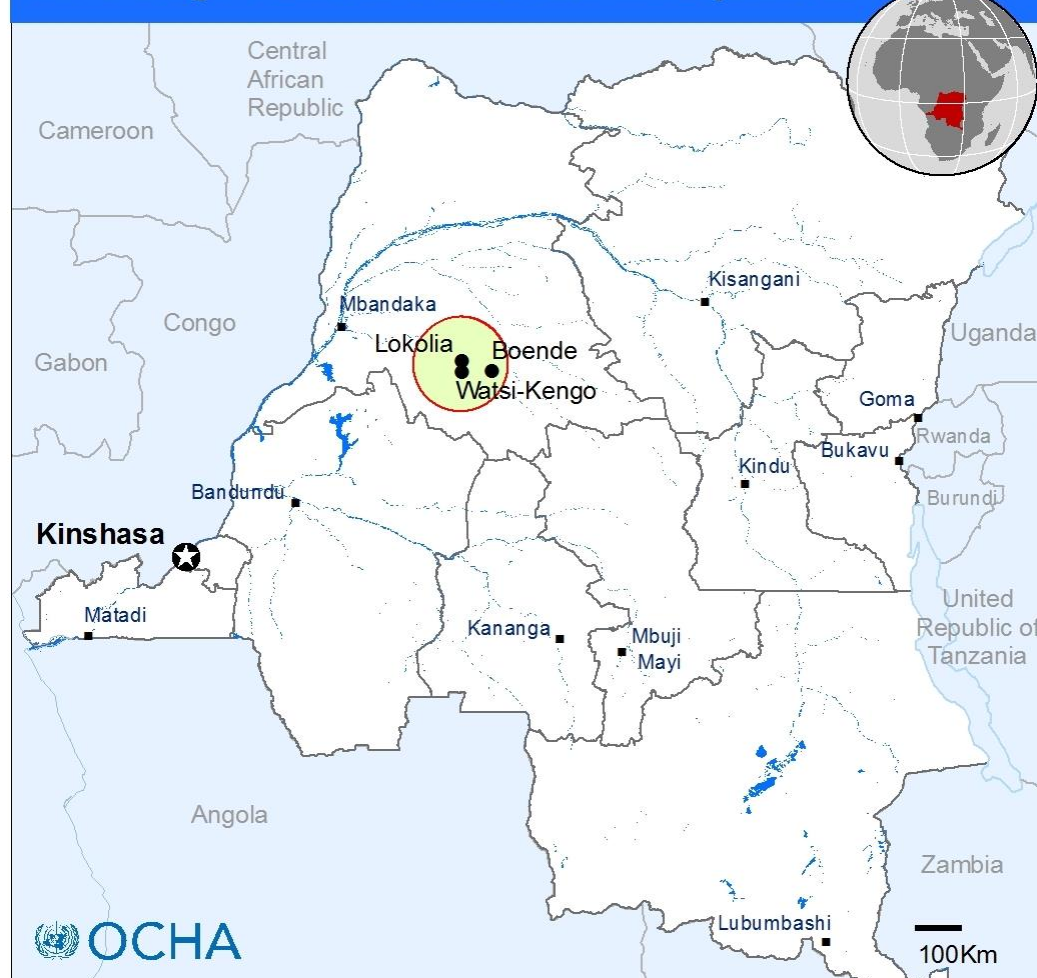 Central
African
Republic
Cameroon
Kisangani
Mbandaka
Congo
Uganda
Lokolia
Boende
Gabon
Watsi-Kengo
Goma
Rwanda
Bukavu
Kindu
Bandundu
Burundi
Kinshasa
United
Republic of
Tanzania
Matadi
Kananga
Mbuji
Mayi
Angola
Zambia
Lubumbashi
OCHA
100Km